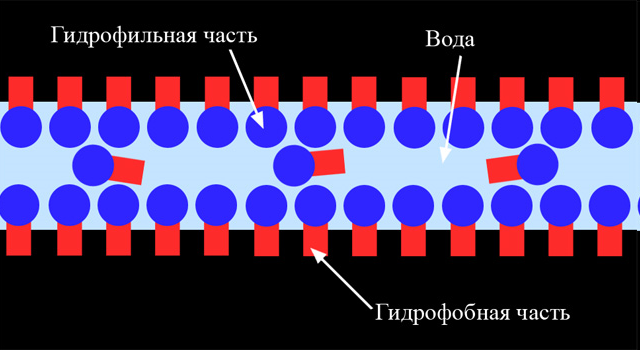 Гидрофильная часть
Вода
Гидрофобная часть